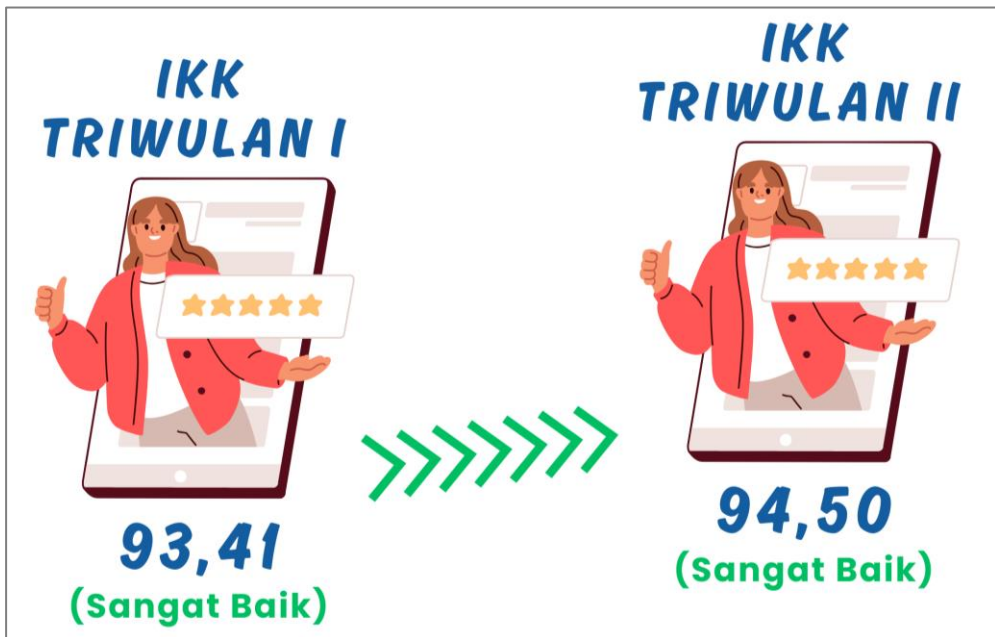 IKK
TRIWULAN I
93,41
(Sangat Baik)
IKK
TRIWULAN II
94,50
(Sangat Baik)